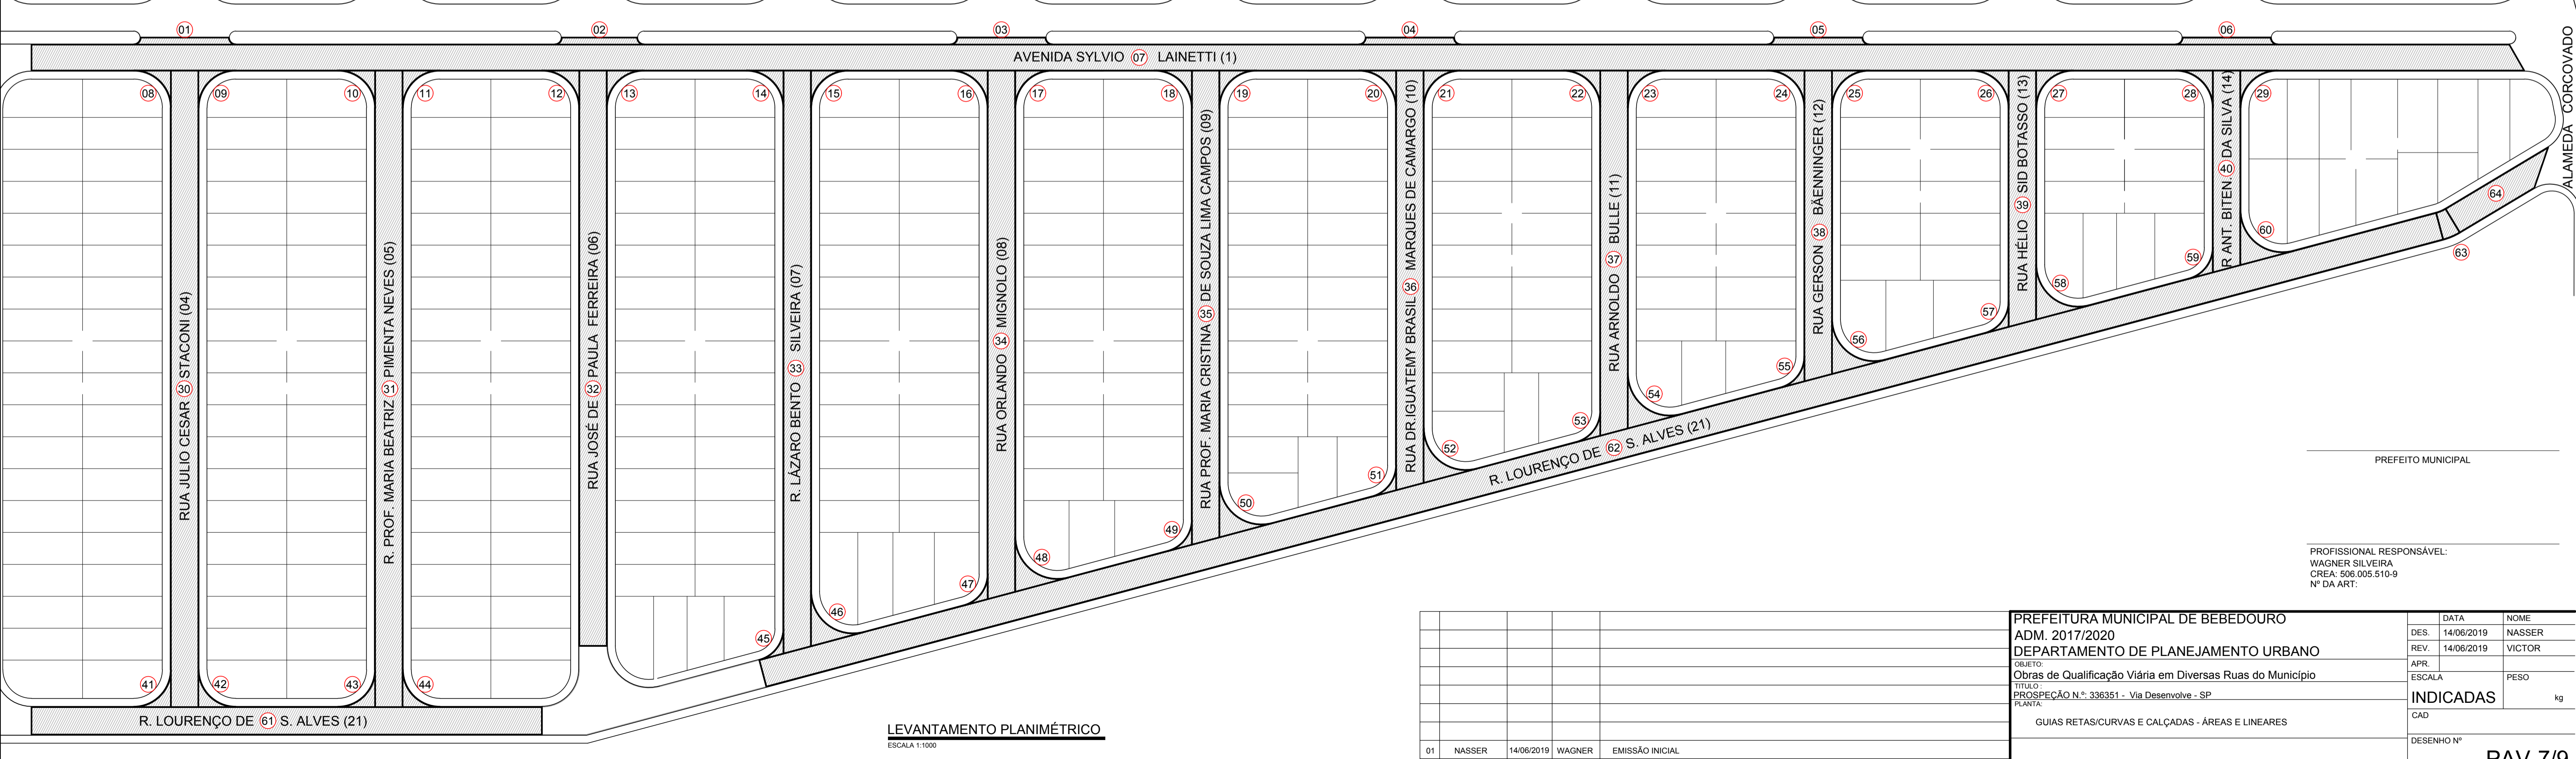 01
02
03
04
05
06
AVENIDA SYLVIO 07 LAINETTI (1)
ALAMEDA CORCOVADO
08
09
10
11
12
13
14
15
16
17
18
19
20
21
22
23
24
25
26
27
28
29
RUA JULIO CESAR 30 STACONI (04)
R. PROF. MARIA BEATRIZ 31 PIMENTA NEVES (05)
RUA JOSÉ DE 32 PAULA FERREIRA (06)
R. LÁZARO BENTO 33 SILVEIRA (07)
RUA ORLANDO 34 MIGNOLO (08)
RUA PROF. MARIA CRISTINA 35 DE SOUZA LIMA CAMPOS (09)
RUA DR.IGUATEMY BRASIL 36 MARQUES DE CAMARGO (10)
RUA ARNOLDO 37 BULLE (11)
RUA GERSON 38 BÄENNINGER (12)
RUA HÉLIO 39 SID BOTASSO (13)
R ANT. BITEN. 40 DA SILVA (14)
41
42
43
44
45
46
47
48
49
50
51
52
53
54
55
56
57
58
59
60
63
64
R. LOURENÇO DE 61 S. ALVES (21)
R. LOURENÇO DE 62 S. ALVES (21)
LEVANTAMENTO PLANIMÉTRICO
ESCALA 1:1000
PREFEITO MUNICIPAL
PROFISSIONAL RESPONSÁVEL:
WAGNER SILVEIRA
CREA: 506.005.510-9
Nº DA ART:
01 NASSER 14/06/2019 WAGNER EMISSÃO INICIAL
PREFEITURA MUNICIPAL DE BEBEDOURO
ADM. 2017/2020
DEPARTAMENTO DE PLANEJAMENTO URBANO
OBJETO:
Obras de Qualificação Viária em Diversas Ruas do Município
TITULO :
PROSPEÇÃO N.º: 336351 - Via Desenvolve - SP
PLANTA:
GUIAS RETAS/CURVAS E CALÇADAS - ÁREAS E LINEARES
DATA NOME
DES. 14/06/2019 NASSER
REV. 14/06/2019 VICTOR
APR.
ESCALA PESO
INDICADAS kg
CAD
DESENHO Nº
PAV. 7/9